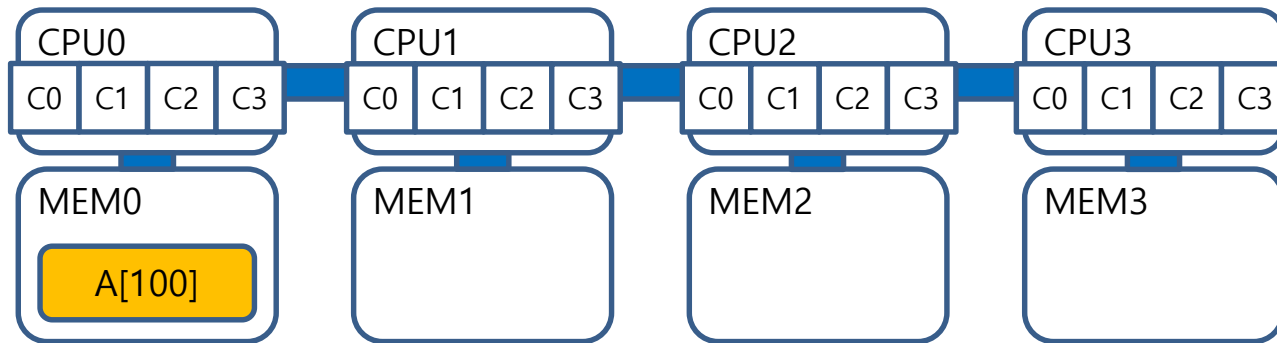 CPU0
C0 C1 C2 C3
MEM0
A[100]
CPU1
C0 C1 C2 C3
MEM1
CPU2
C0 C1 C2 C3
MEM2
CPU3
C0 C1 C2 C3
MEM3